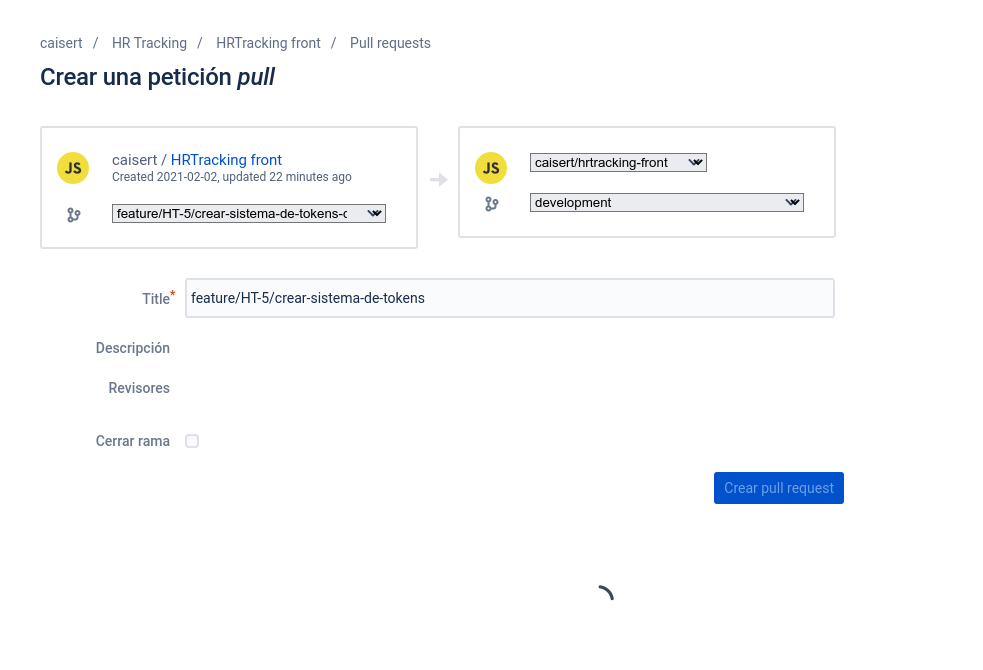 caisert / HR Tracking / HRTracking front / Pull requests
Crear una petición pull
JS
caisert / HRTracking front
Created 2021-02-02, updated 22 minutes ago
feature/HT-5/crear-sistema-de-tokens-c
JS
caisert/hrtracking-front
development
Title*
feature/HT-5/crear-sistema-de-tokens
Descripción
Revisores
Cerrar rama
Crear pull request